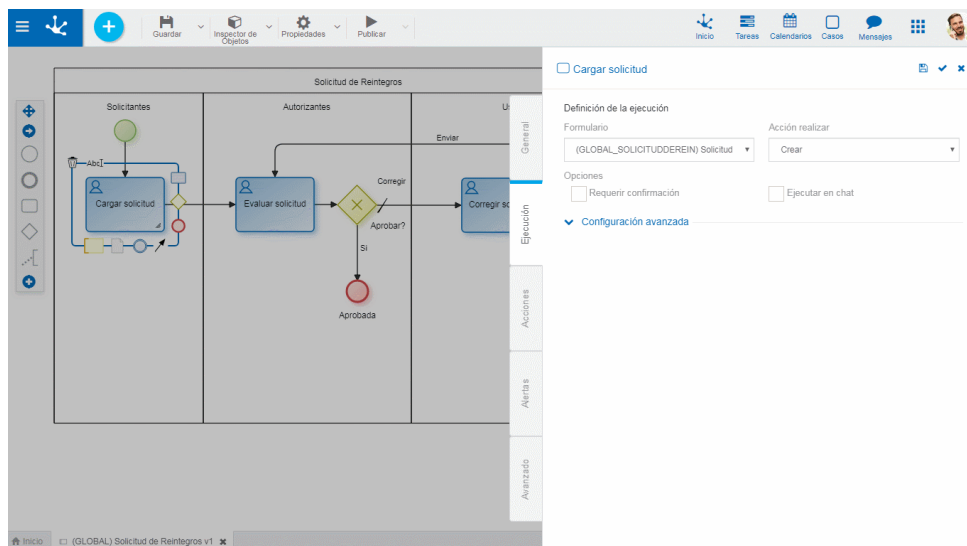 Guardar
Inspector de
Objetos
Propiedades
Publicar
Inicio
Tareas
Calendarios
Casos
Mensajes
Solicitud de Reintegros
Solicitantes
Autorizantes
U
AbcI
Cargar solicitud
Evaluar solicitud
Corregir so
Enviar
Corregir
Aprobar?
Si
Aprobada
General
Ejecución
Acciones
Alertas
Avanzado
Cargar solicitud
Definición de la ejecución
Formulario
Acción realizar
(GLOBAL_SOLICITUDDEREIN) Solicitud
Crear
Opciones
Requerir confirmación
Ejecutar en chat
Configuración avanzada
Inicio
(GLOBAL) Solicitud de Reintegros v1